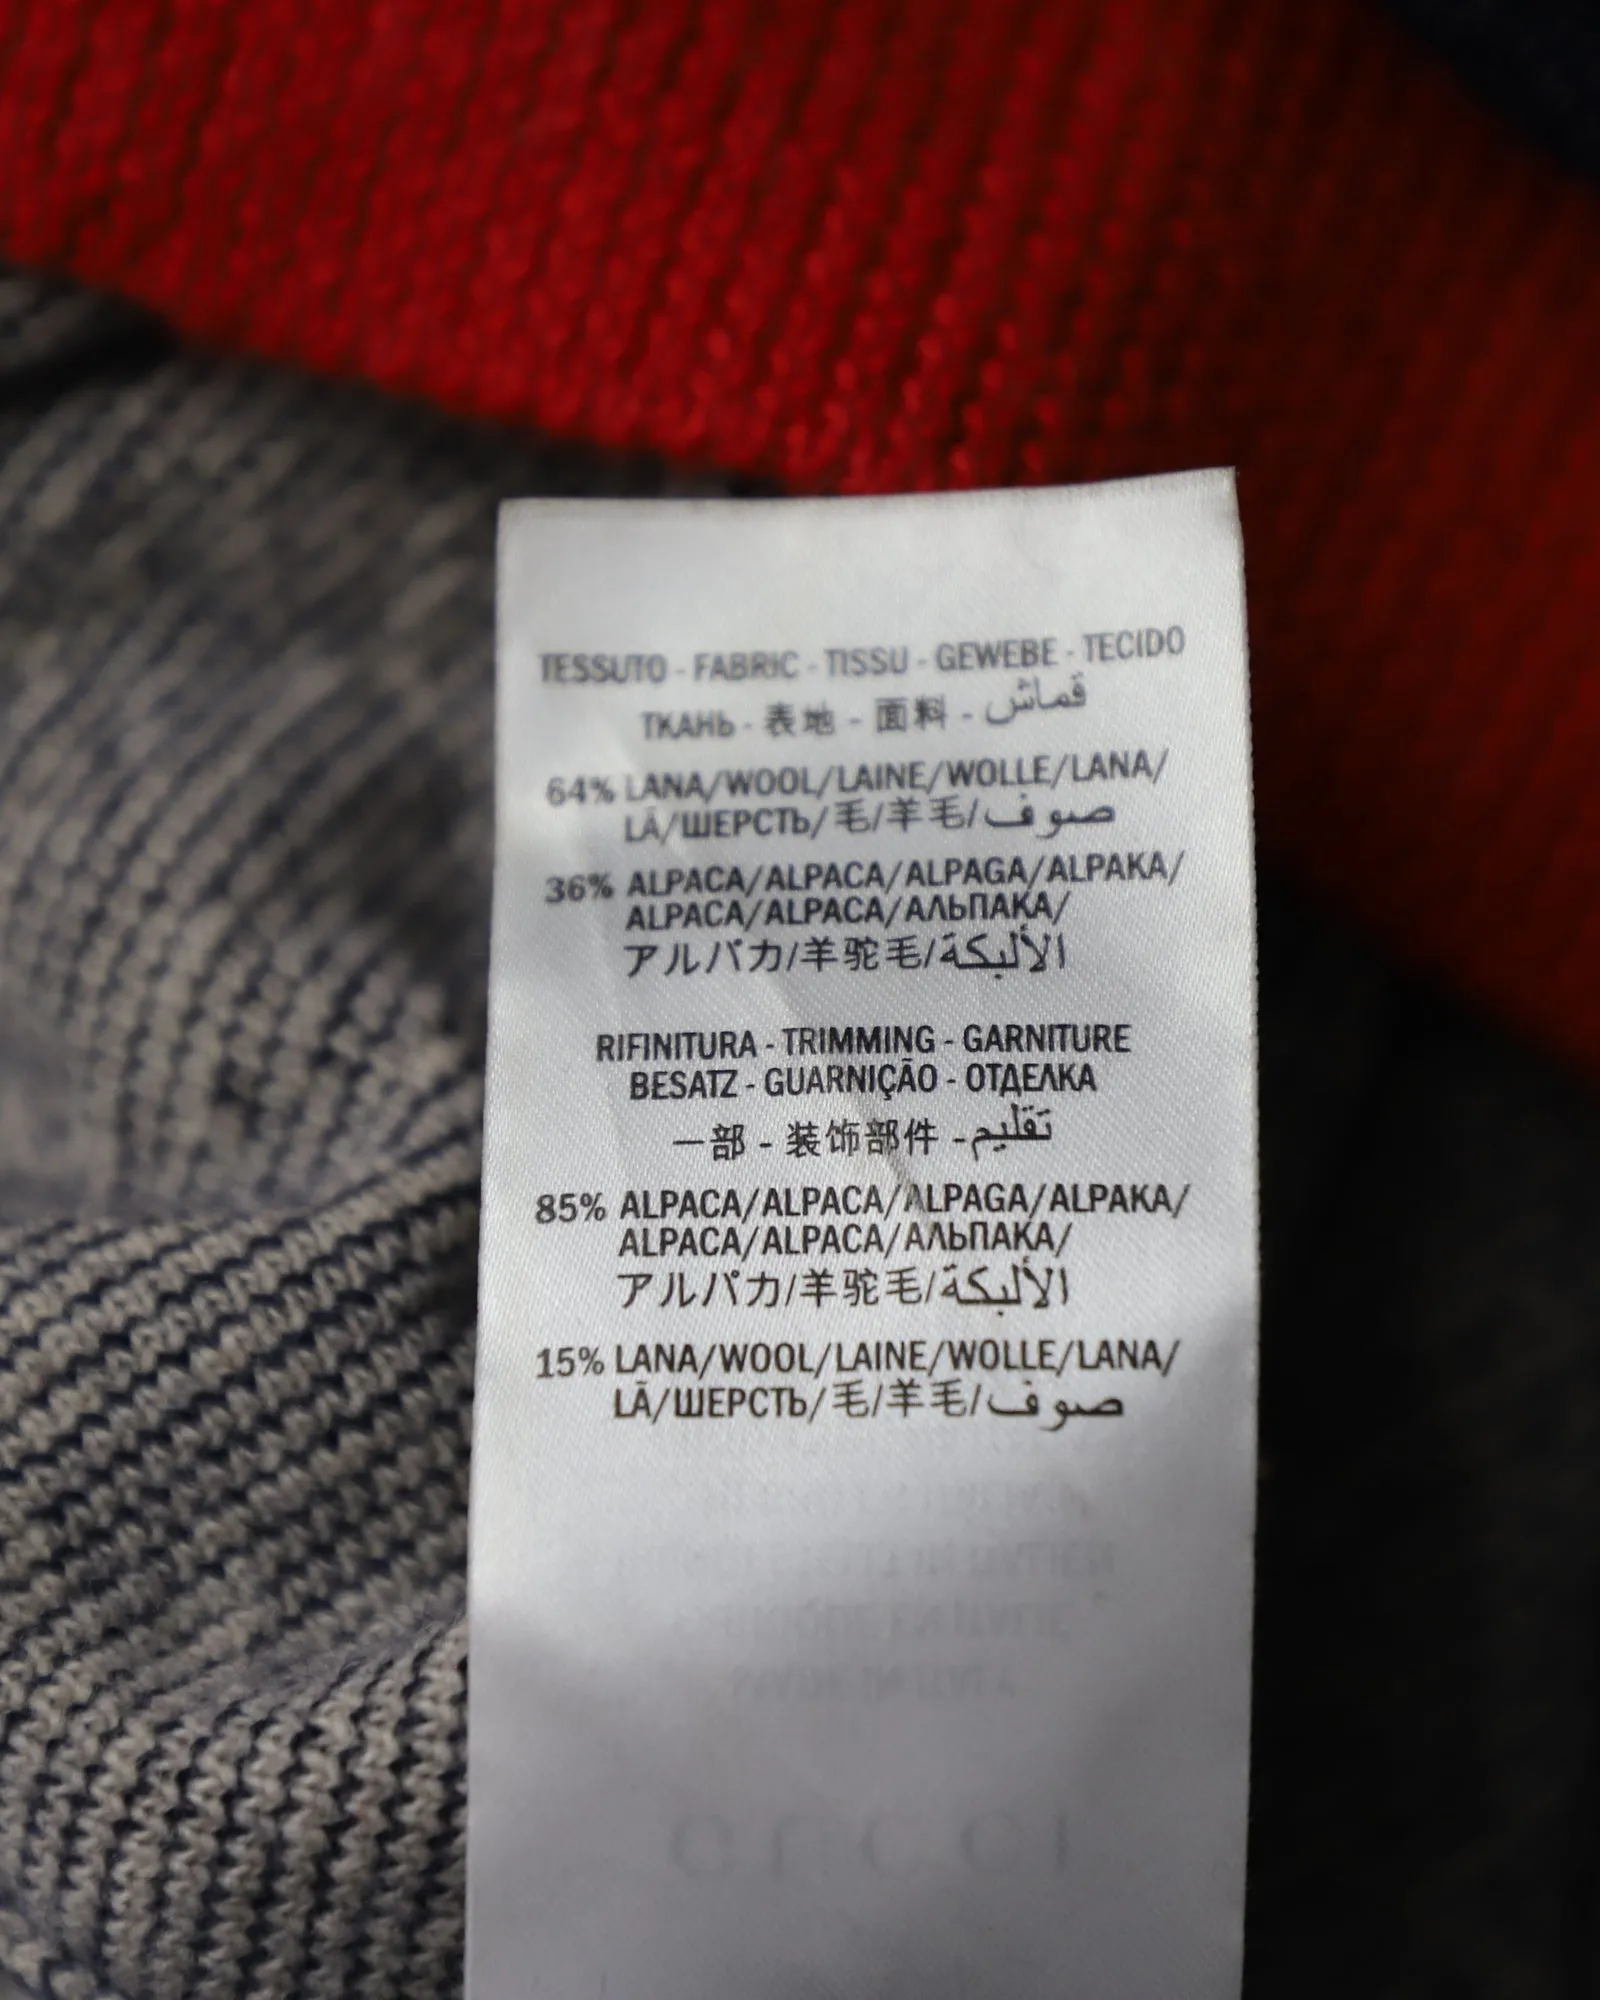 TESSUTO - FABRIC - TISSU - GEWEBE - TECIDO
ТКАНЬ - 表地 - 面料 - قماش
64% LANA/WOOL/LAINE/WOLLE/LANA/
LÃ/ШЕРСТЬ/毛/羊毛/صوف
36% ALPACA/ALPACA/ALPAGA/ALPAKA/
ALPACA/ALPACA/АЛЬПАКА/
アルパカ/羊驼毛/الألبكة
RIFINITURA - TRIMMING - GARNITURE
BESATZ - GUARNIÇÃO - ОТДЕЛКА
一部 - 装饰部件 - تقليم
85% ALPACA/ALPACA/ALPAGA/ALPAKA/
ALPACA/ALPACA/АЛЬПАКА/
アルパカ/羊驼毛/الألبكة
15% LANA/WOOL/LAINE/WOLLE/LANA/
LÃ/ШЕРСТЬ/毛/羊毛/صوف